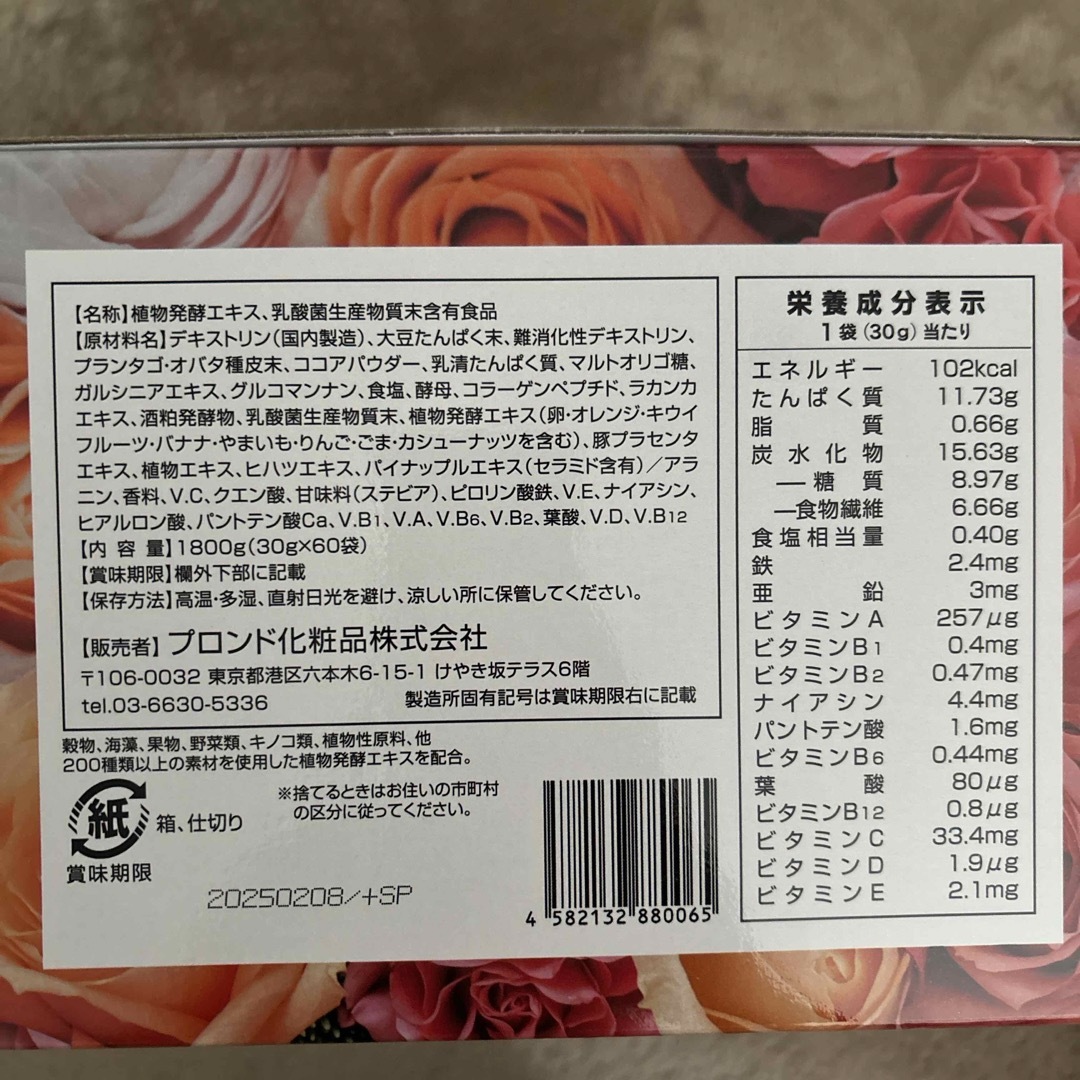 【名称】植物発酵エキス、乳酸菌生産物質末含有食品
【原材料名】デキストリン(国内製造)、大豆たんぱく末、難消化性デキストリン、
プランタゴ・オバタ種皮末、ココアパウダー、乳清たんぱく質、マルトオリゴ糖、
ガルシニアエキス、グルコマンナン、食塩、酵母、コラーゲンペプチド、ラカンカ
エキス、酒粕発酵物、乳酸菌生産物質末、植物発酵エキス(卵・オレンジ・キウイ
フルーツ・バナナ・やまいも・りんご・ごま・カシューナッツを含む)、豚プラセンタ
エキス、植物エキス、ヒハツエキス、パイナップルエキス(セラミド含有)／アラ
ニン、香料、V.C、クエン酸、甘味料(ステビア)、ピロリン酸鉄、V.E、ナイアシン、
ヒアルロン酸、パントテン酸Ca、V.B1、V.A、V.B6、V.B2、葉酸、V.D、V.B12
【内容量】1800g(30g×60袋)
【賞味期限】欄外下部に記載
【保存方法】高温・多湿、直射日光を避け、涼しい所に保管してください。
【販売者】プロンド化粧品株式会社
〒106-0032 東京都港区六本木6-15-1 けやき坂テラス6階
tel.03-6630-5336 製造所固有記号は賞味期限右に記載
穀物、海藻、果物、野菜類、キノコ類、植物性原料、他
200種類以上の素材を使用した植物発酵エキスを配合。
紙 箱、仕切り
※捨てるときはお住いの市町村
の区分に従ってください。
賞味期限
20250208/+SP
4 582132 880065
栄養成分表示
1袋(30g)当たり
エネルギー 102kcal
たんぱく質 11.73g
脂質 0.66g
炭水化物 15.63g
―糖質 8.97g
―食物繊維 6.66g
食塩相当量 0.40g
鉄 2.4mg
亜鉛 3mg
ビタミンA 257μg
ビタミンB1 0.4mg
ビタミンB2 0.47mg
ナイアシン 4.4mg
パントテン酸 1.6mg
ビタミンB6 0.44mg
葉酸 80μg
ビタミンB12 0.8μg
ビタミンC 33.4mg
ビタミンD 1.9μg
ビタミンE 2.1mg